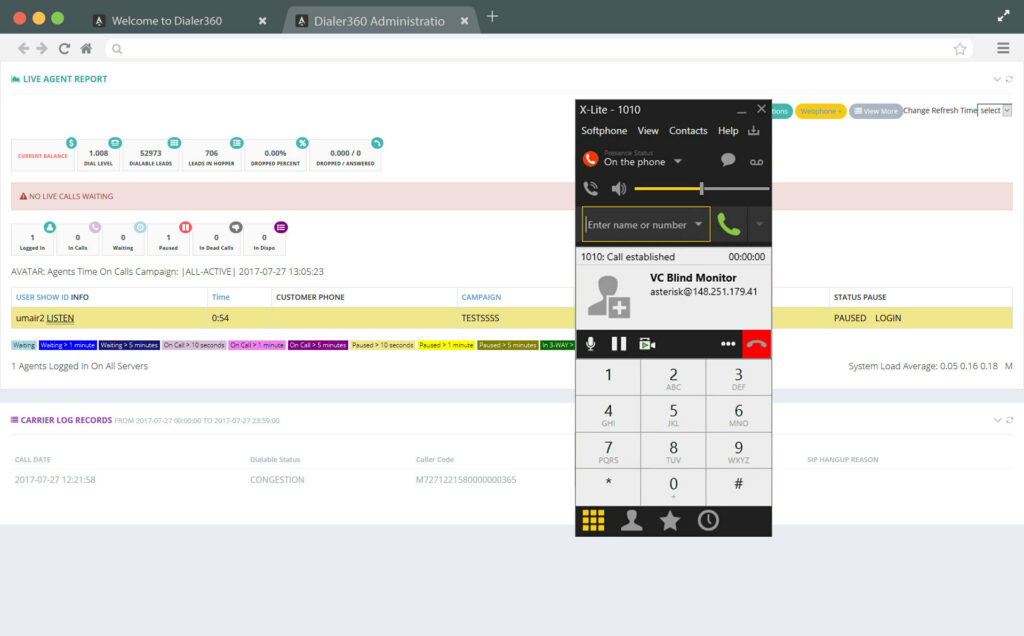 Welcome to Dialer360
Dialer360 Administratio
LIVE AGENT REPORT
Webphone
View More
Change Refresh Time
select
CURRENT BALANCE
1.008
DIAL LEVEL
52973
DIALABLE LEADS
706
LEADS IN HOPPER
0.00%
DROPPED PERCENT
0.000 / 0
DROPPED / ANSWERED
NO LIVE CALLS WAITING
1
Logged In
0
In Calls
0
Waiting
1
Paused
0
In Dead Calls
0
In Dispo
AVATAR: Agents Time On Calls Campaign: |ALL-ACTIVE| 2017-07-27 13:05:23
USER SHOW ID INFO Time CUSTOMER PHONE CAMPAIGN STATUS PAUSE
umair2 LISTEN 0:54 TESTSSSS PAUSED LOGIN
Waiting Waiting > 1 minute Waiting > 5 minutes On Call > 10 seconds On Call > 1 minute On Call > 5 minutes Paused > 10 seconds Paused > 1 minute Paused > 5 minutes In 3-WAY >
1 Agents Logged In On All Servers
System Load Average: 0.05 0.16 0.18 M
CARRIER LOG RECORDS FROM 2017-07-27 00:00:00 TO 2017-07-27 23:59:00
CALL DATE Dialable Status Caller Code SIP HANGUP REASON
2017-07-27 12:21:58 CONGESTION M7271221580000000365
X-Lite - 1010
Softphone View Contacts Help
Presence Status
On the phone
Enter name or number
1010: Call established 00:00:00
VC Blind Monitor
asterisk@148.251.179.41
1 2 3
ABC DEF
4 5 6
GHI JKL MNO
7 8 9
PQRS TUV WXYZ
* 0 #
+